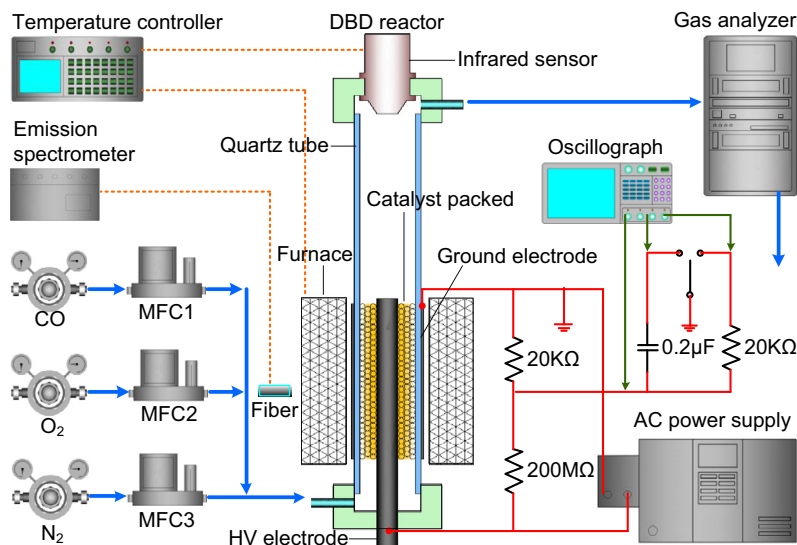 Temperature controller
DBD reactor
Gas analyzer
Infrared sensor
Emission
spectrometer
Quartz tube
Oscillograph
Catalyst packed
Furnace
Ground electrode
CO
MFC1
0.2μF
20KΩ
20KΩ
O₂
MFC2
Fiber
AC power supply
200MΩ
N₂
MFC3
HV electrode